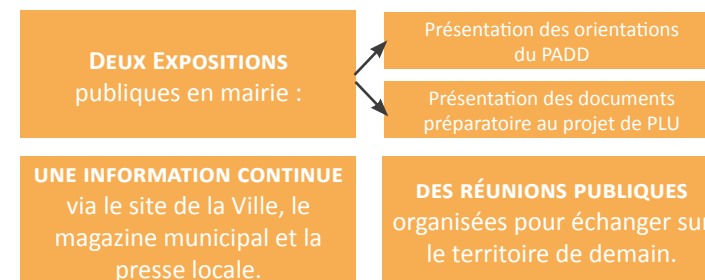 Deux Expositions
publiques en mairie :
Présentation des orientations
du PADD
Présentation des documents
préparatoire au projet de PLU
UNE INFORMATION CONTINUE
via le site de la Ville, le
magazine municipal et la
presse locale.
DES RÉUNIONS PUBLIQUES
organisées pour échanger sur
le territoire de demain.